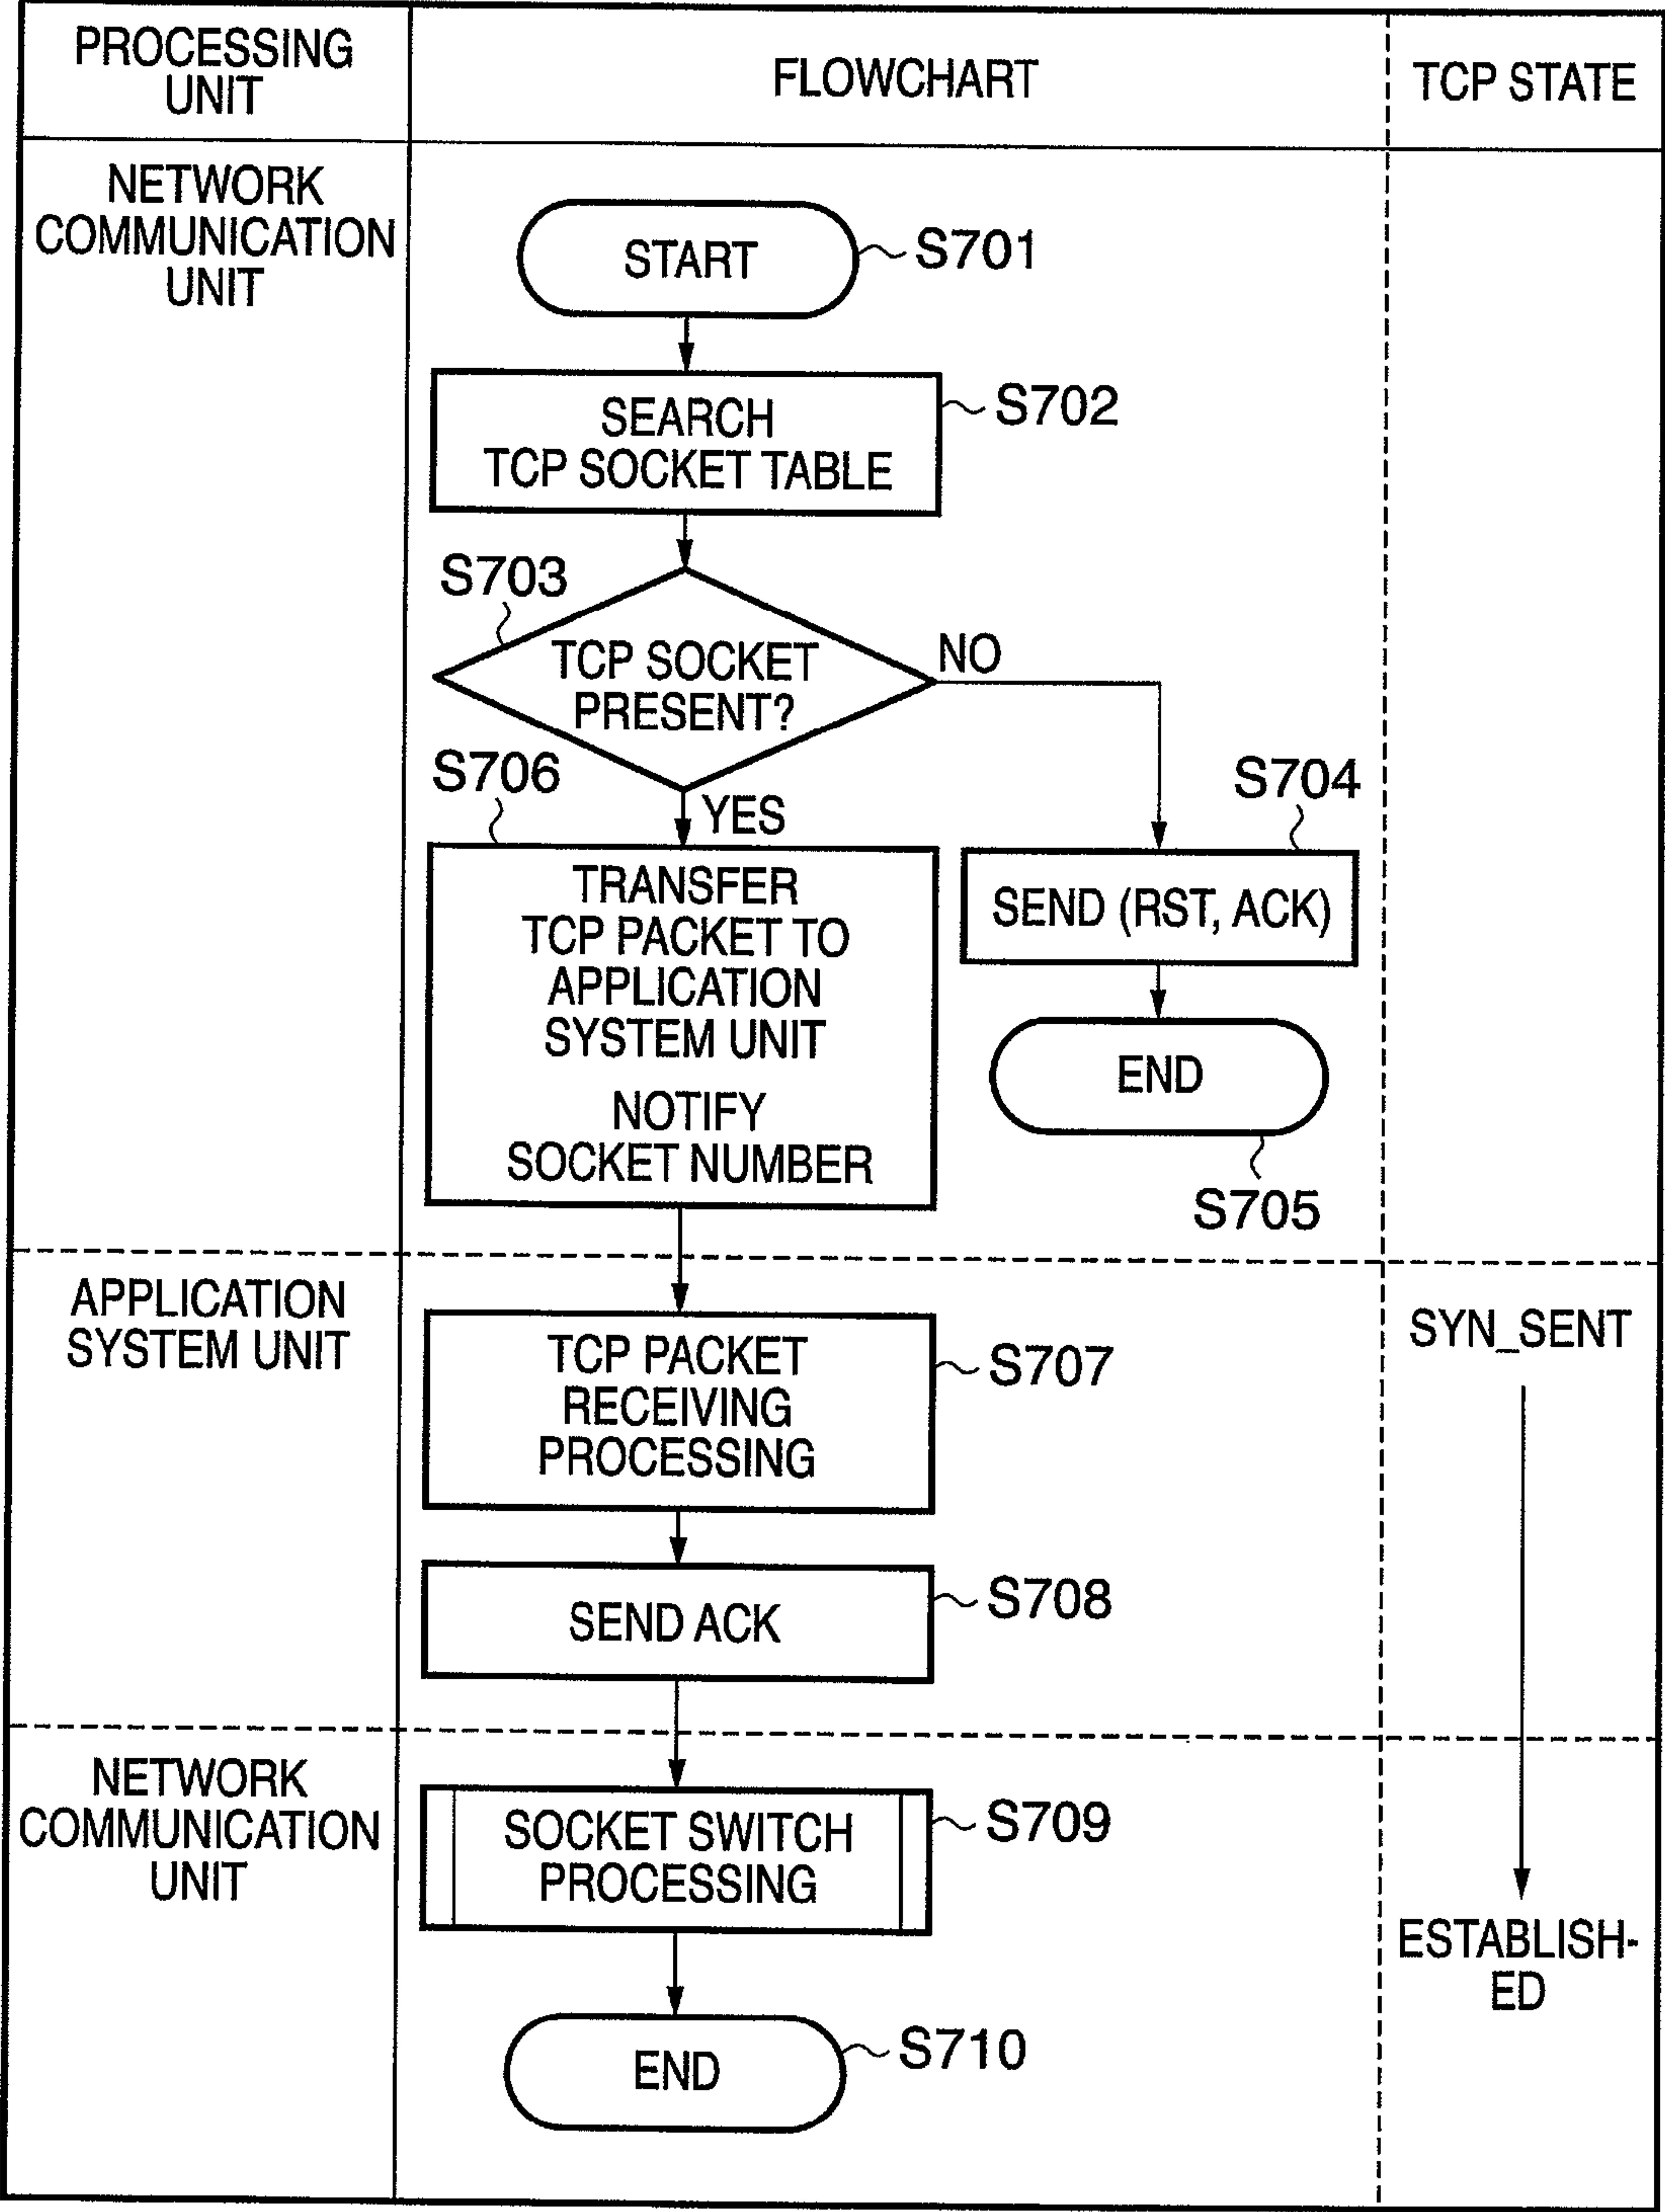 PROCESSING
UNIT
FLOWCHART
TCP STATE
NETWORK
COMMUNICATION
UNIT
START
S701
SEARCH
TCP SOCKET TABLE
S702
S703
TCP SOCKET
PRESENT?
NO
YES
S706
S704
TRANSFER
TCP PACKET TO
APPLICATION
SYSTEM UNIT
NOTIFY
SOCKET NUMBER
SEND (RST, ACK)
END
S705
APPLICATION
SYSTEM UNIT
TCP PACKET
RECEIVING
PROCESSING
S707
SYN_SENT
SEND ACK
S708
NETWORK
COMMUNICATION
UNIT
SOCKET SWITCH
PROCESSING
S709
ESTABLISH-
ED
END
S710